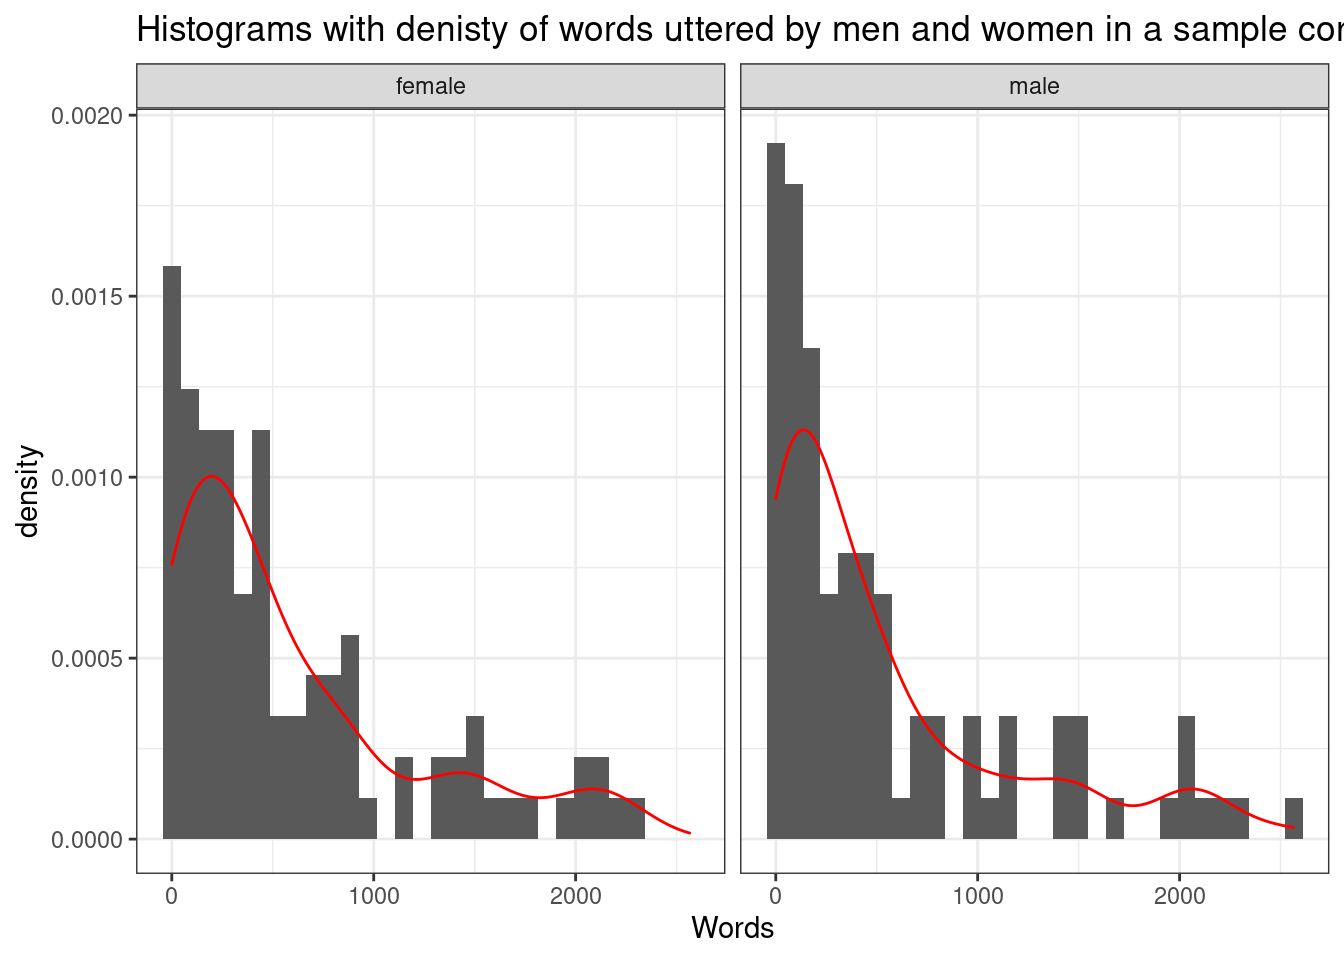 Histograms with denisty of words uttered by men and women in a sample
female
male
0.0020
0.0015
0.0010
0.0005
0.0000
density
0 1000 2000
0 1000 2000
Words